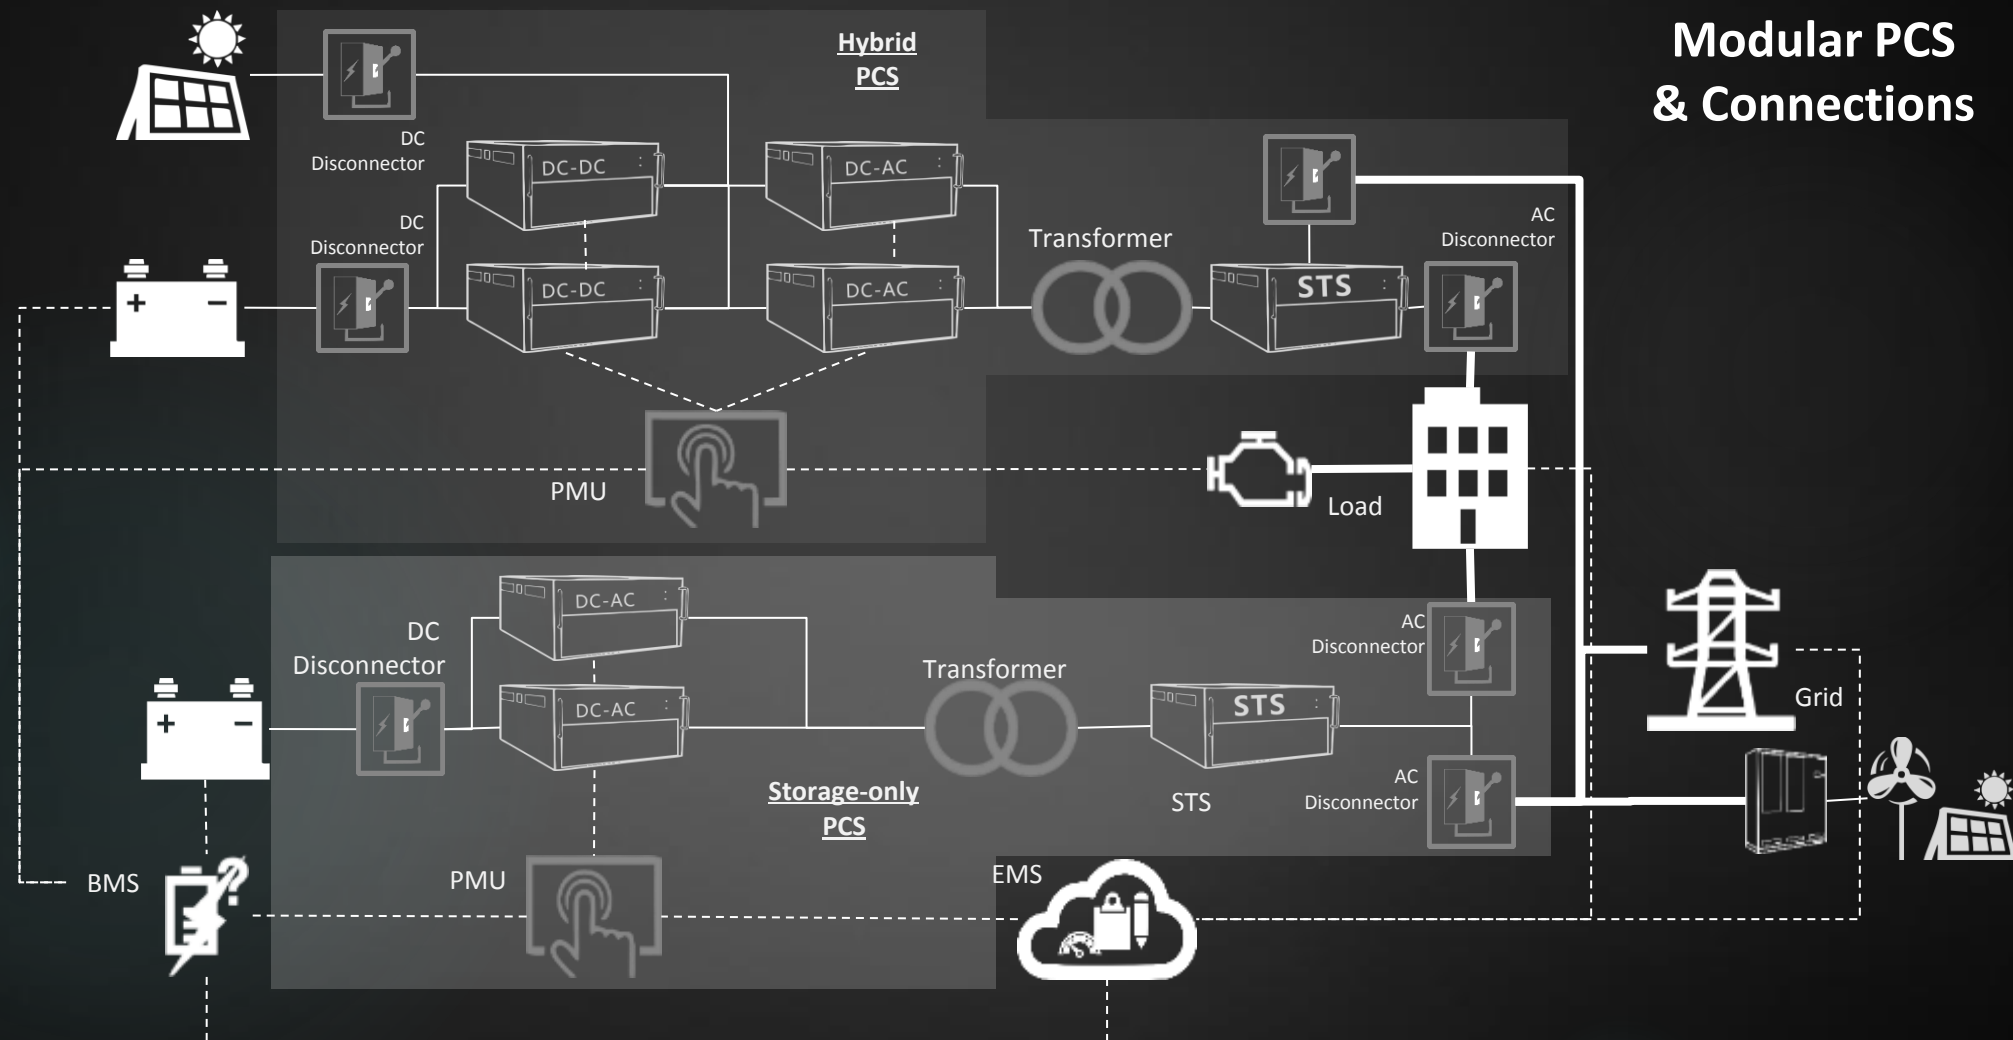 Modular PCS
& Connections
Hybrid
PCS
DC
Disconnector
DC-DC
DC-AC
DC
Disconnector
AC
Disconnector
Transformer
DC-DC
DC-AC
STS
+ −
PMU
Load
DC-AC
DC
Disconnector
AC
Disconnector
Transformer
DC-AC
STS
+ −
Grid
Storage-only
PCS
STS
AC
Disconnector
BMS
?
PMU
EMS